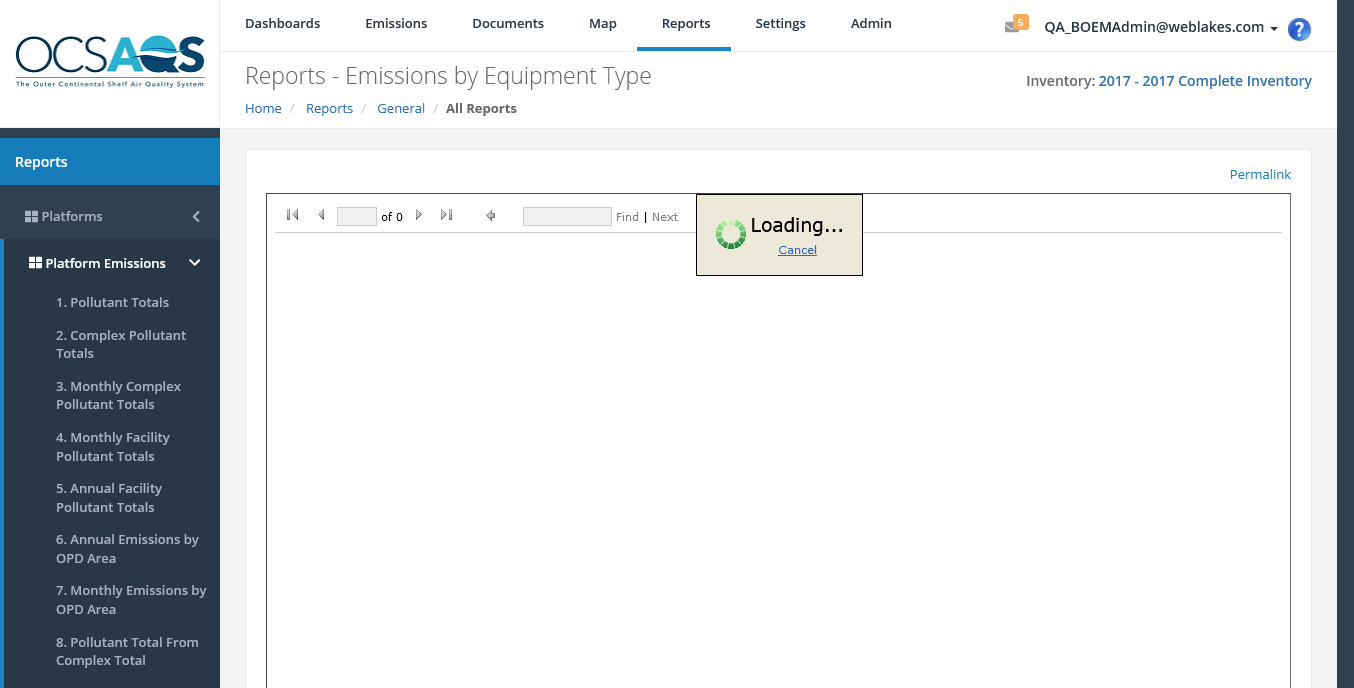 OCSAQS
The Outer Continental Shelf Air Quality System
Dashboards Emissions Documents Map Reports Settings Admin
5
QA_BOEMAdmin@weblakes.com
?
Reports - Emissions by Equipment Type
Inventory: 2017 - 2017 Complete Inventory
Home / Reports / General / All Reports
Reports
Platforms
Platform Emissions
1. Pollutant Totals
2. Complex Pollutant
Totals
3. Monthly Complex
Pollutant Totals
4. Monthly Facility
Pollutant Totals
5. Annual Facility
Pollutant Totals
6. Annual Emissions by
OPD Area
7. Monthly Emissions by
OPD Area
8. Pollutant Total From
Complex Total
Permalink
of 0
Find | Next
Loading...
Cancel